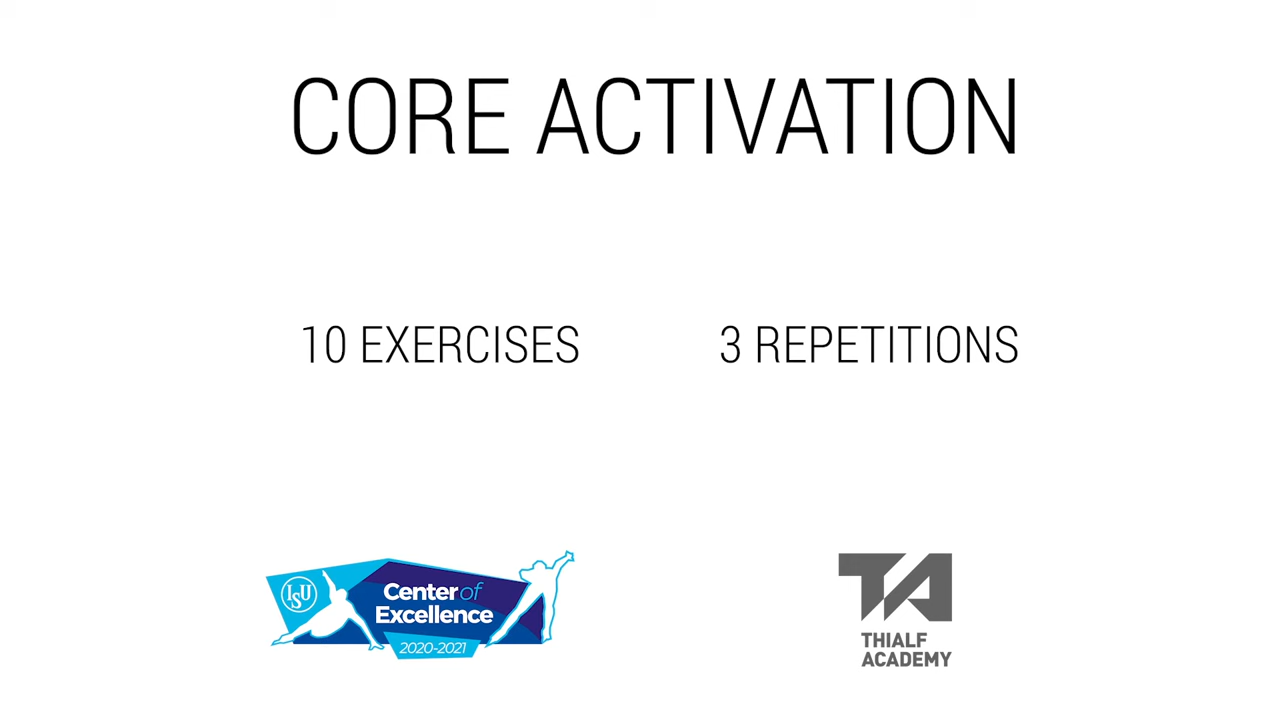 CORE ACTIVATION
10 EXERCISES 3 REPETITIONS
ISU
Center of
Excellence
2020-2021
TA
THIALF
ACADEMY